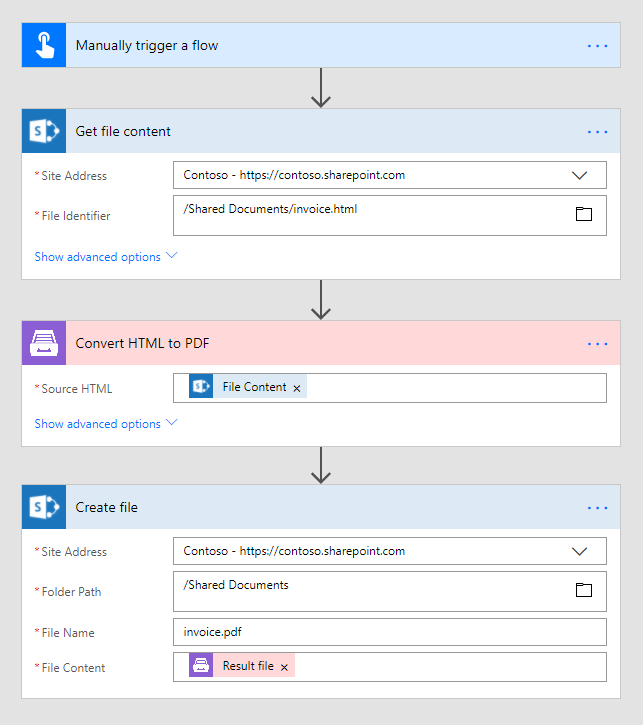 Manually trigger a flow
...
Get file content
...
* Site Address
Contoso - https://contoso.sharepoint.com
* File Identifier
/Shared Documents/invoice.html
Show advanced options
Convert HTML to PDF
...
* Source HTML
S File Content ×
Show advanced options
S Create file
...
* Site Address
Contoso - https://contoso.sharepoint.com
* Folder Path
/Shared Documents
* File Name
invoice.pdf
* File Content
Result file ×